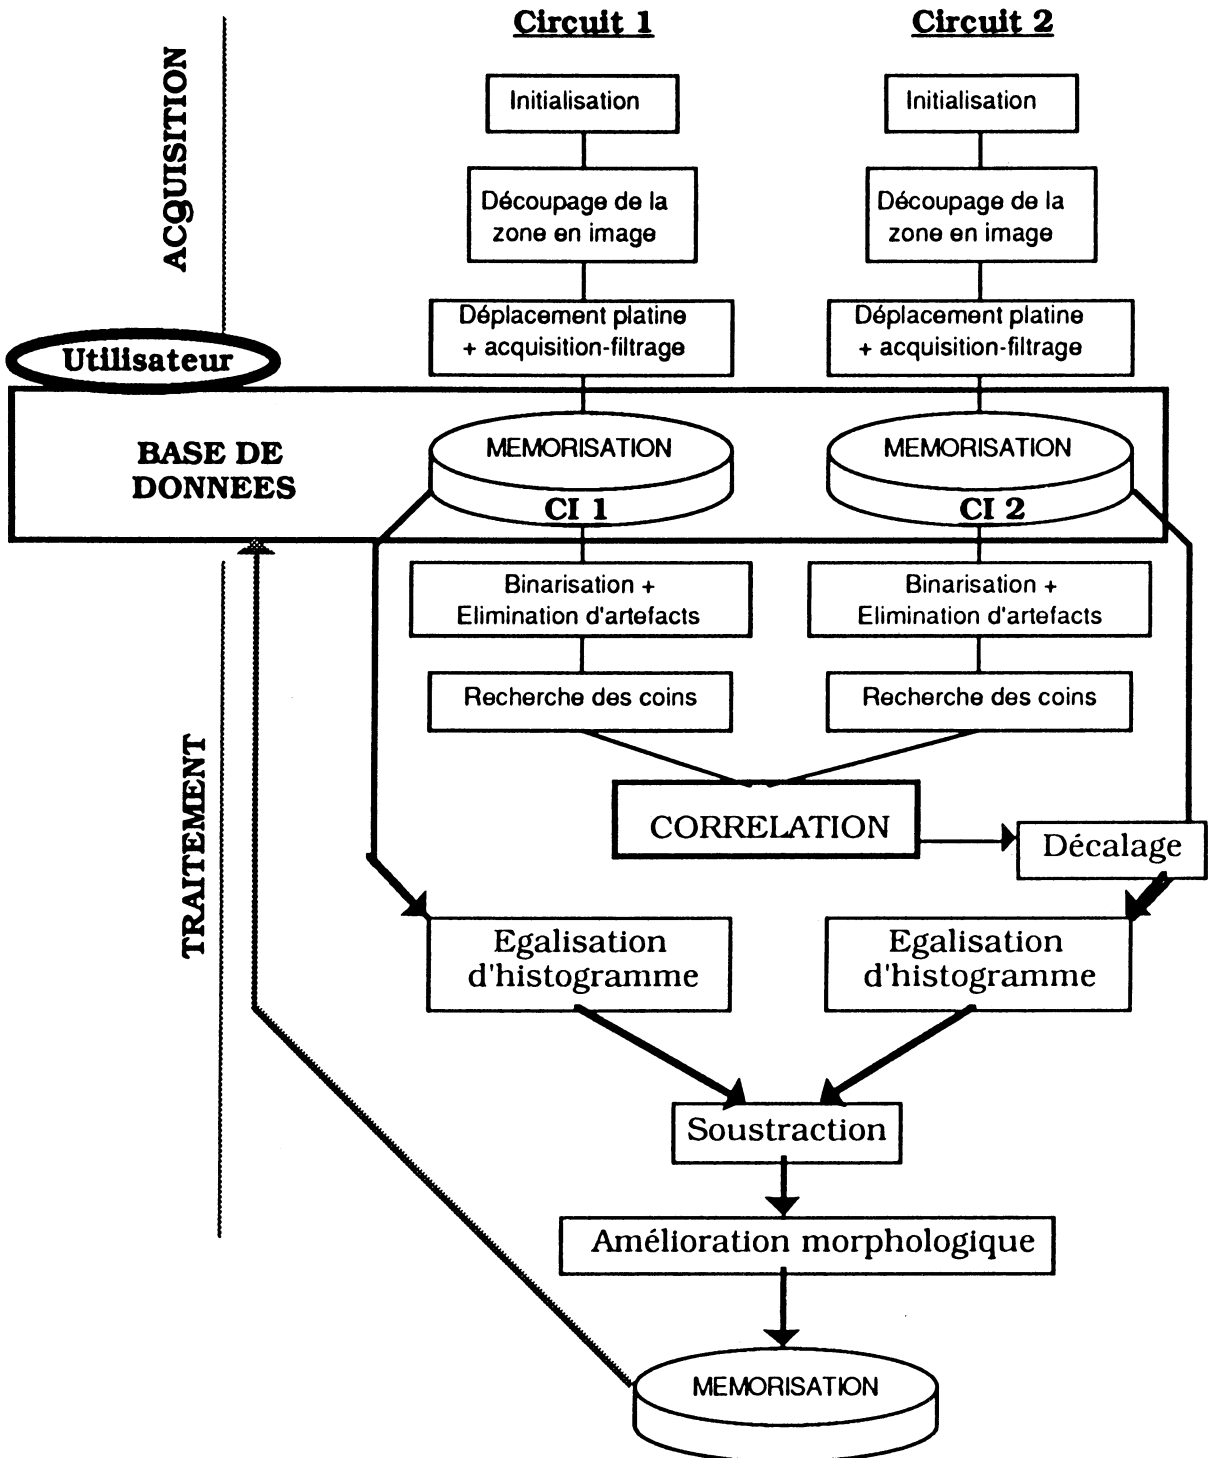 Circuit 1
Circuit 2
ACQUISITION
Initialisation
Initialisation
Découpage de la
zone en image
Découpage de la
zone en image
Déplacement platine
+ acquisition-filtrage
Déplacement platine
+ acquisition-filtrage
Utilisateur
BASE DE
DONNEES
MEMORISATION
CI 1
MEMORISATION
CI 2
TRAITEMENT
Binarisation +
Elimination d'artefacts
Binarisation +
Elimination d'artefacts
Recherche des coins
Recherche des coins
CORRELATION
Décalage
Egalisation
d'histogramme
Egalisation
d'histogramme
Soustraction
Amélioration morphologique
MEMORISATION